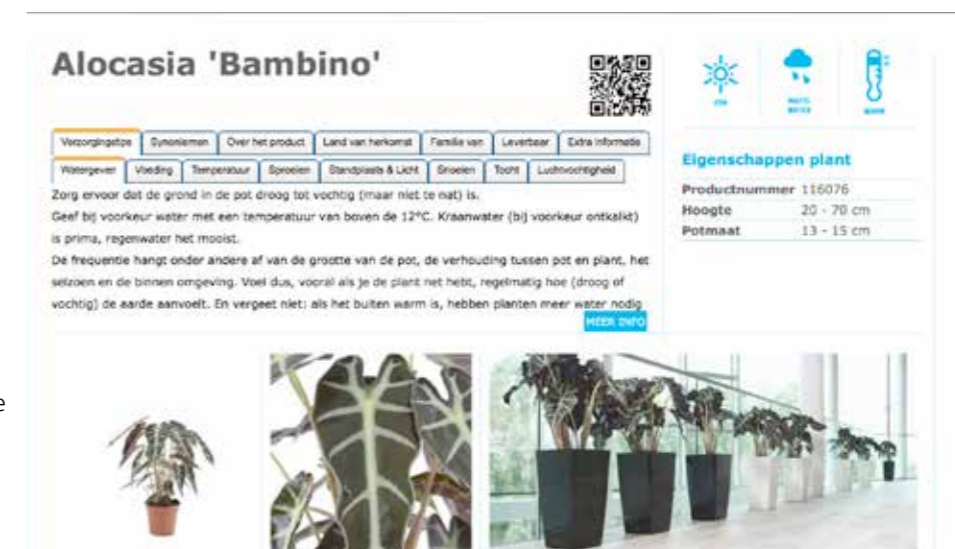 Alocasia 'Bambino'
Verzorgingstips Synoniemen Over het product Land van herkomst Familie van Leverbaar Extra informatie
Watergeven Voeding Temperatuur Sproeien Standplaats & Licht Snoeien Tocht Luchtvochtigheid
Zorg ervoor dat de grond in de pot droog tot vochtig (maar niet te nat) is.
Geef bij voorkeur water met een temperatuur van boven de 12°C. Kraanwater (bij voorkeur ontkalkt)
is prima, regenwater het mooist.
De frequentie hangt onder andere af van de grootte van de pot, de verhouding tussen pot en plant, het
seizoen en de binnen omgeving. Voel dus, vooral als je de plant net hebt, regelmatig hoe (droog of
vochtig) de aarde aanvoelt. En vergeet niet: als het buiten warm is, hebben planten meer water nodig
MEER INFO
WATER
Eigenschappen plant
Productnummer 116076
Hoogte 20 - 70 cm
Potmaat 13 - 15 cm
e